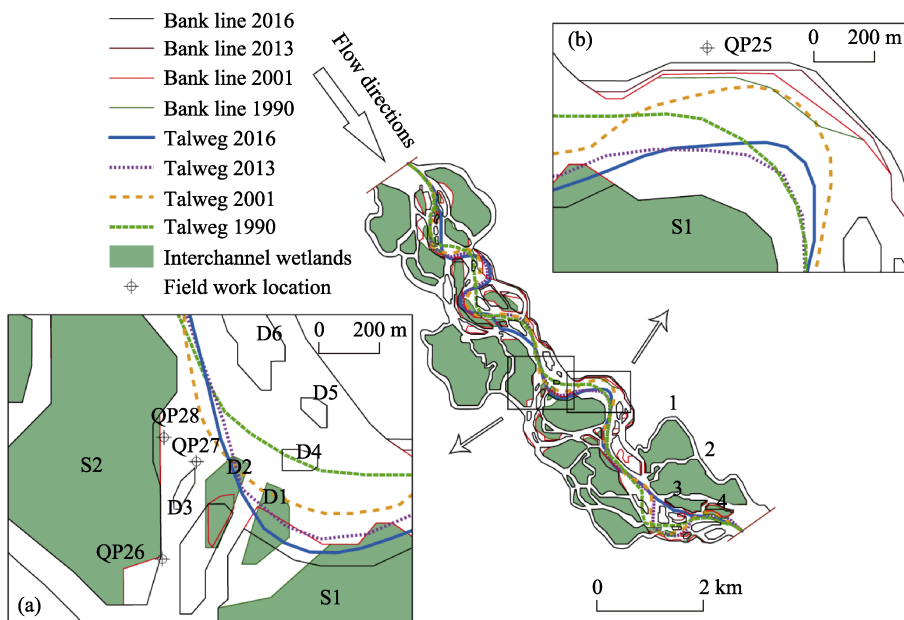 Bank line 2016
Bank line 2013
Bank line 2001
Bank line 1990
Talweg 2016
Talweg 2013
Talweg 2001
Talweg 1990
Interchannel wetlands
Field work location
Flow directions
(b)
QP25
0 200 m
S1
1
2
3
4
0 2 km
0 200 m
D6
D5
QP28
QP27
D4
S2
D2
D1
D3
QP26
S1
(a)